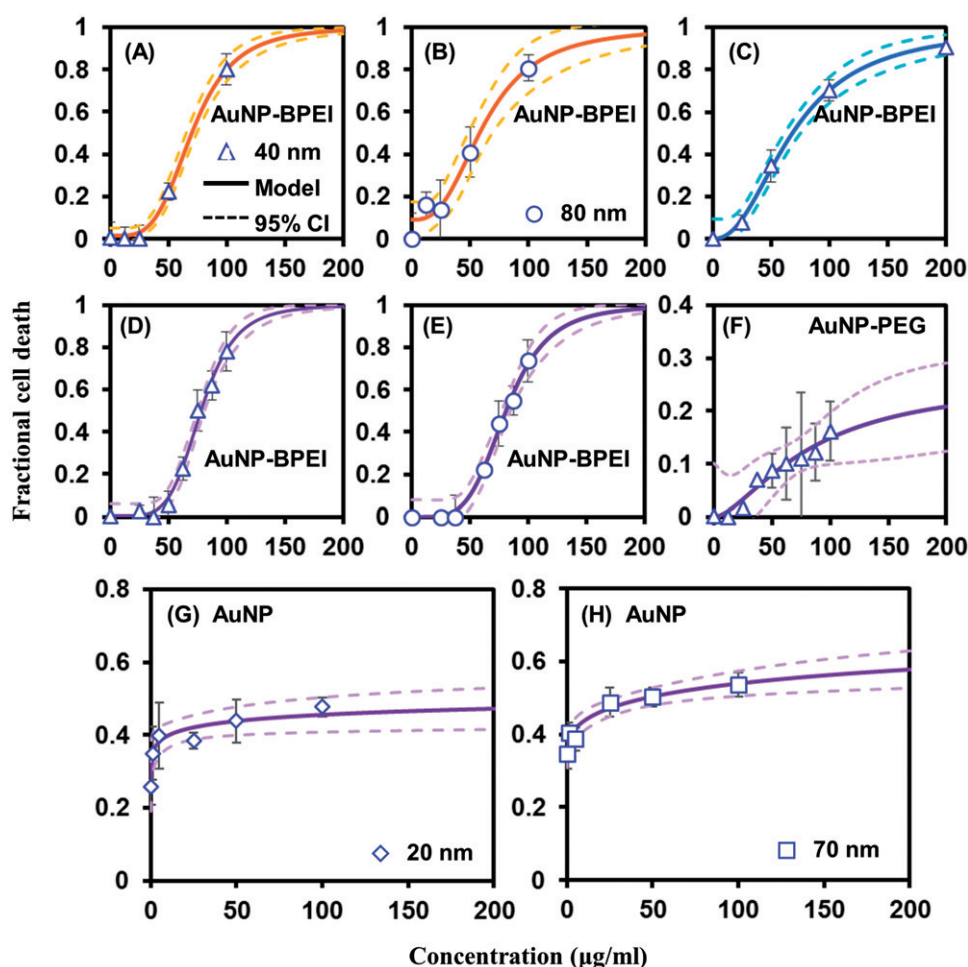 (A)
AuNP-BPEI
40 nm
Model
95% CI
1
0.8
0.6
0.4
0.2
0
0 50 100 150 200
(B)
AuNP-BPEI
80 nm
1
0.8
0.6
0.4
0.2
0
0 50 100 150 200
(C)
AuNP-BPEI
1
0.8
0.6
0.4
0.2
0
0 50 100 150 200
Fractional cell death
(D)
AuNP-BPEI
1
0.8
0.6
0.4
0.2
0
0 50 100 150 200
(E)
AuNP-BPEI
1
0.8
0.6
0.4
0.2
0
0 50 100 150 200
(F) AuNP-PEG
0.4
0.3
0.2
0.1
0
0 50 100 150 200
(G) AuNP
20 nm
0.8
0.6
0.4
0.2
0
0 50 100 150 200
(H) AuNP
70 nm
0.8
0.6
0.4
0.2
0
0 50 100 150 200
Concentration (µg/ml)